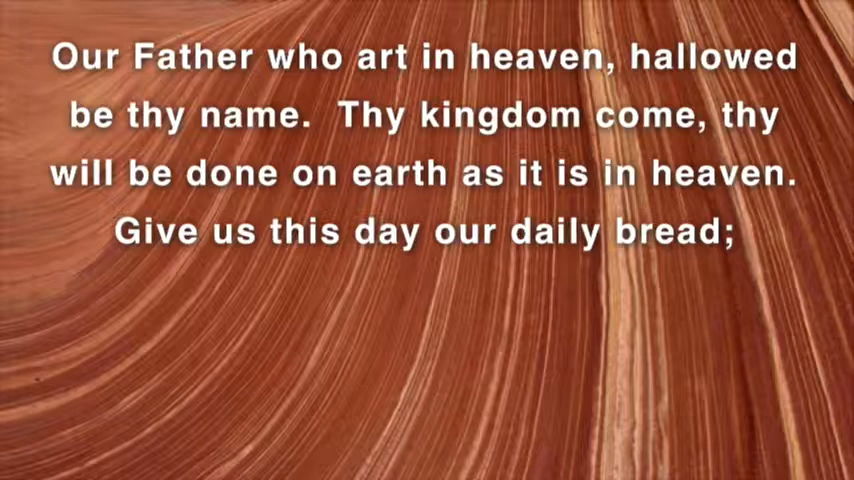 Our Father who art in heaven, hallowed
be thy name.  Thy kingdom come, thy
will be done on earth as it is in heaven.
Give us this day our daily bread;